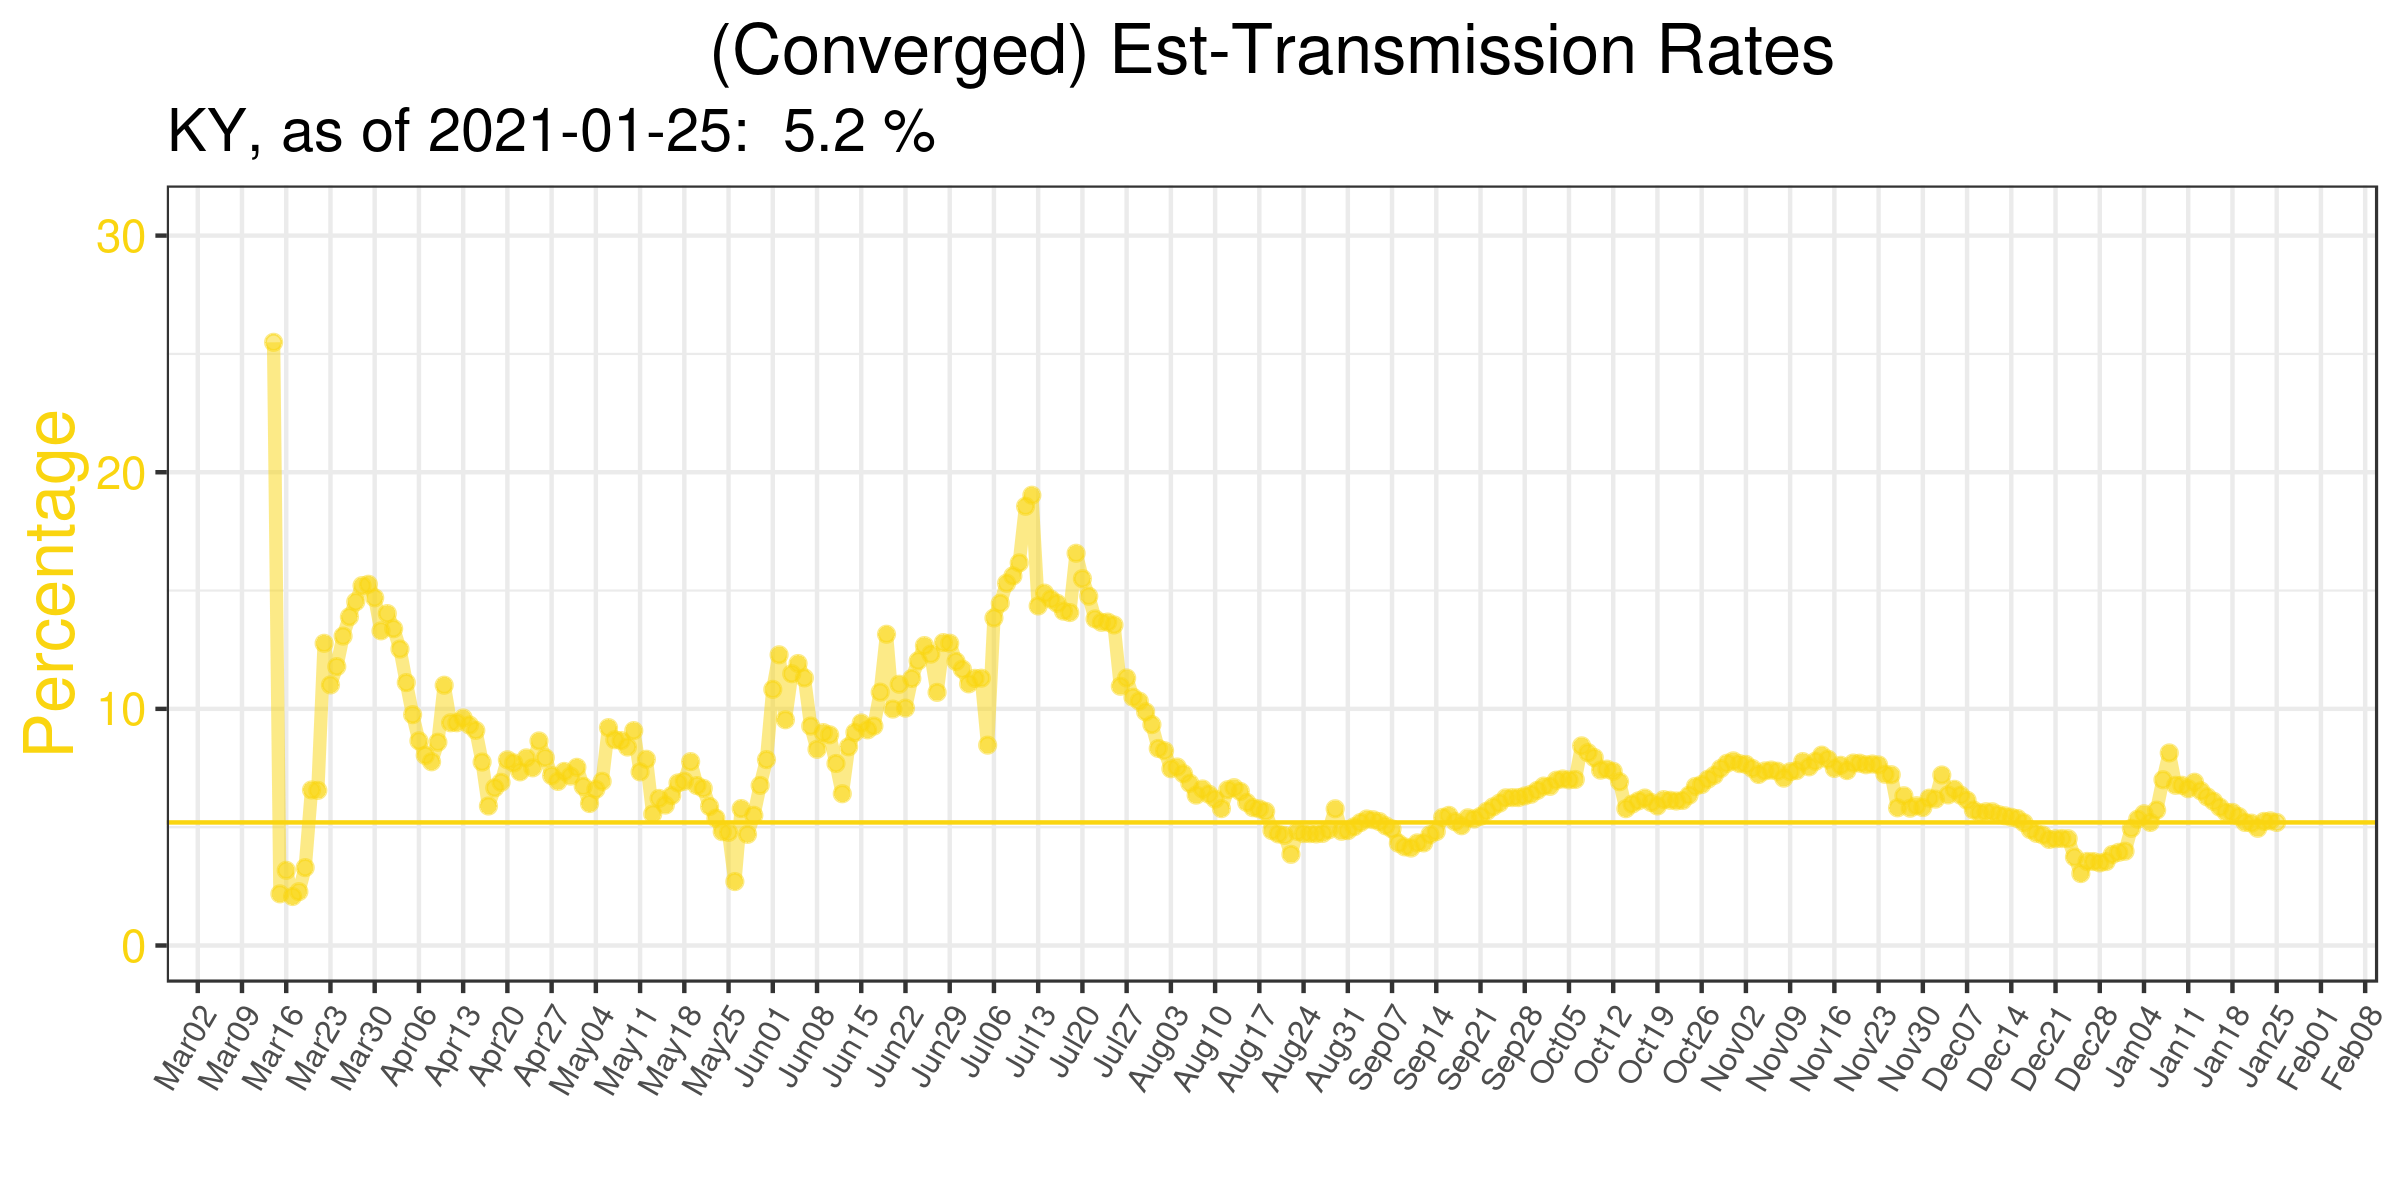 (Converged) Est-Transmission Rates
KY, as of 2021-01-25:  5.2 %
Percentage
30
20
10
0
Mar02 Mar09 Mar16 Mar23 Mar30 Apr06 Apr13 Apr20 Apr27 May04 May11 May18 May25 Jun01 Jun08 Jun15 Jun22 Jun29 Jul06 Jul13 Jul20 Jul27 Aug03 Aug10 Aug17 Aug24 Aug31 Sep07 Sep14 Sep21 Sep28 Oct05 Oct12 Oct19 Oct26 Nov02 Nov09 Nov16 Nov23 Nov30 Dec07 Dec14 Dec21 Dec28 Jan04 Jan11 Jan18 Jan25 Feb01 Feb08